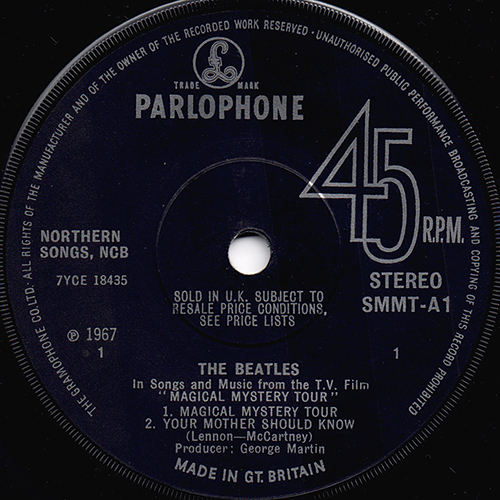 THE GRAMOPHONE CO. LTD. ALL RIGHTS OF THE MANUFACTURER AND OF THE OWNER OF THE RECORDED WORK RESERVED · UNAUTHORISED PUBLIC PERFORMANCE BROADCASTING AND COPYING OF THIS RECORD PROHIBITED
£
TRADE MARK
PARLOPHONE
45
R.P.M.
NORTHERN
SONGS, NCB
7YCE 18435
STEREO
SMMT-A1
SOLD IN U.K. SUBJECT TO
RESALE PRICE CONDITIONS,
SEE PRICE LISTS
℗ 1967
1
1
THE BEATLES
In Songs and Music from the T.V. Film
"MAGICAL MYSTERY TOUR"
1. MAGICAL MYSTERY TOUR
2. YOUR MOTHER SHOULD KNOW
(Lennon—McCartney)
Producer: George Martin
MADE IN GT. BRITAIN